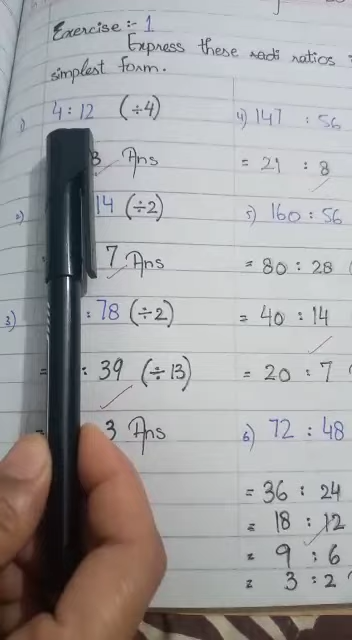 Exercise :- 1
Express these ratios
simplest form.
1) 4 : 12 (÷4)
3 Ans
2) 14 (÷2)
7 Ans
3) : 78 (÷2)
= : 39 (÷13)
= 3 Ans
4) 147 : 56
= 21 : 8
5) 160 : 56
= 80 : 28
= 40 : 14
= 20 : 7
6) 72 : 48
= 36 : 24
= 18 : 12
= 9 : 6
= 3 : 2